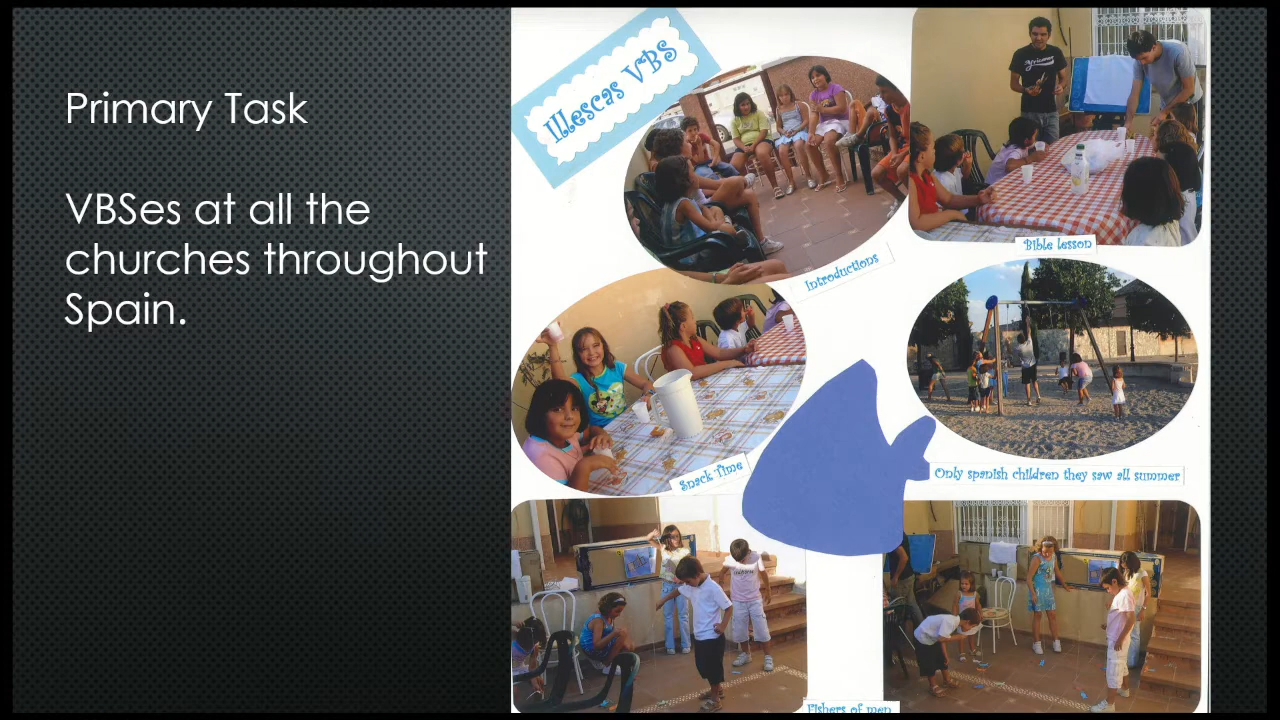 Primary Task
VBSes at all the
churches throughout
Spain.
Illescas VBS
Introductions
Bible lesson
Snack Time
Only spanish children they saw all summer
Fishers of men